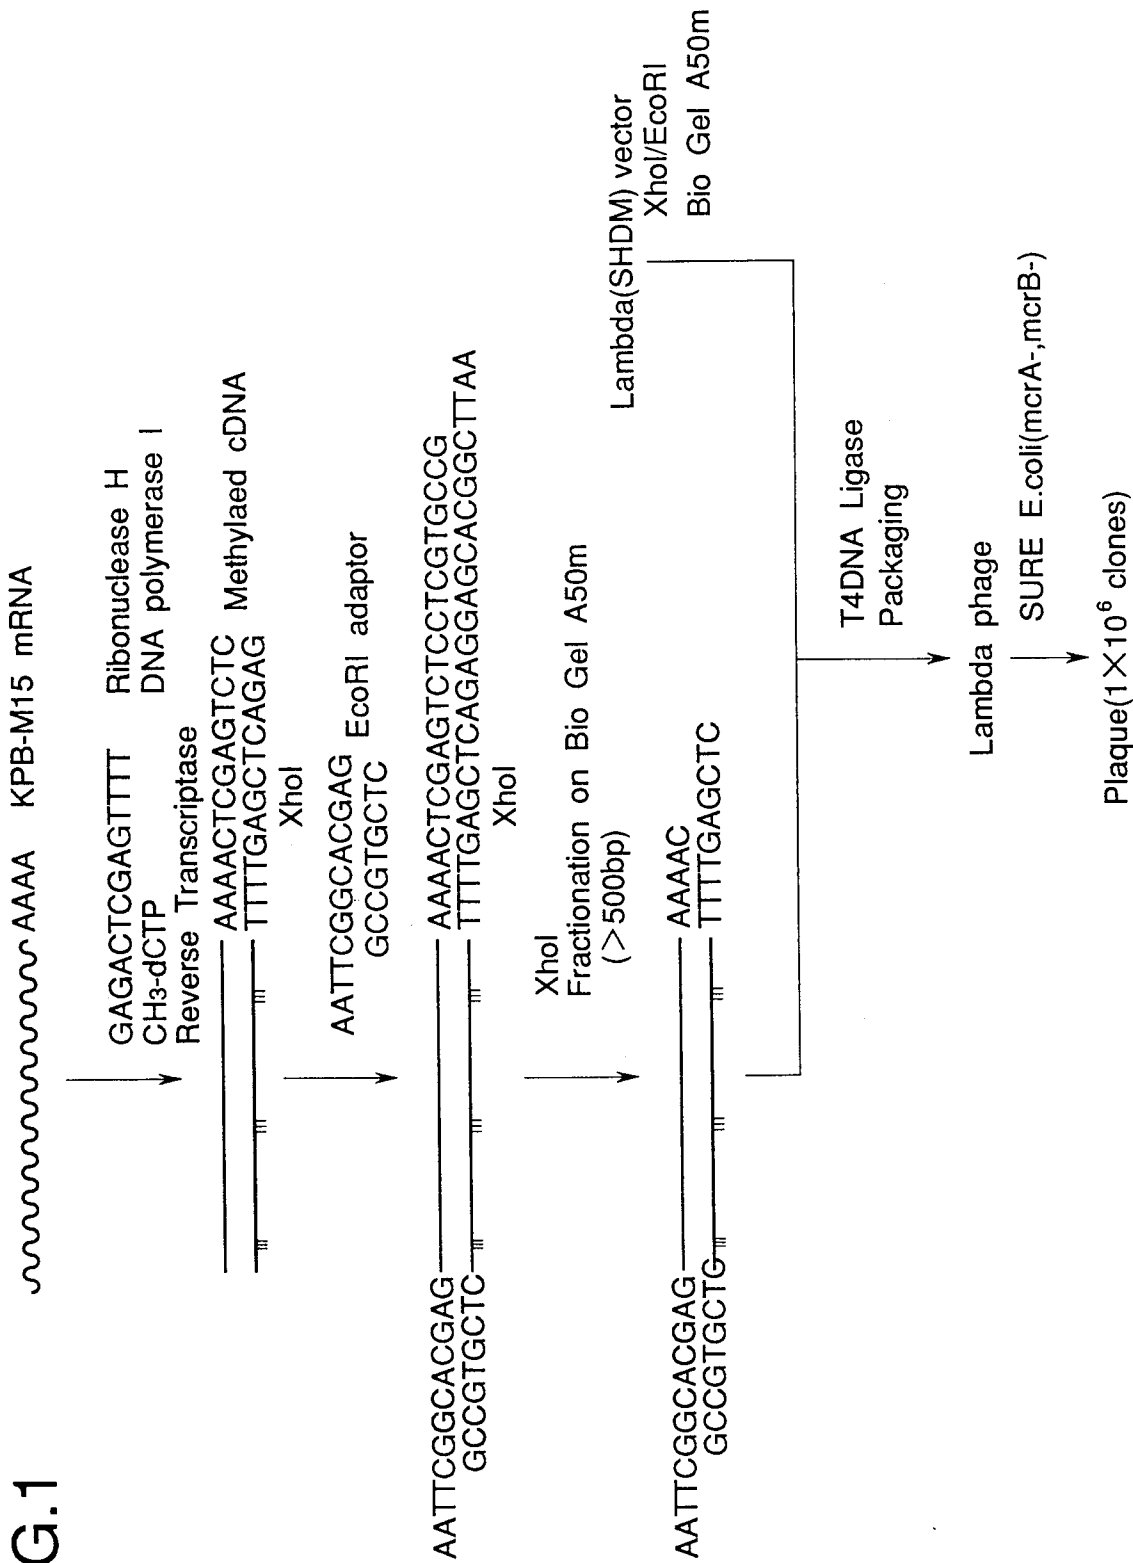 G.1
KPB-M15 mRNA
AAAA
GAGACTCGAGTTTT
Ribonuclease H
CH3-dCTP
DNA polymerase I
Reverse Transcriptase
AAAACTCGAGTCTC
Methylaed cDNA
TTTTGAGCTCAGAG
XhoI
AATTCGGCACGAG
EcoRI adaptor
GCCGTGCTC
AATTCGGCACGAG
AAAACTCGAGTCTCCTCGTGCCG
GCCGTGCTC
TTTTGAGCTCAGAGGAGCACGGCTTAA
XhoI
XhoI
Fractionation on Bio Gel A50m
(>500bp)
Lambda(SHDM) vector
XhoI/EcoRI
Bio Gel A50m
AATTCGGCACGAG
AAAAC
GCCGTGCTG
TTTTGAGCTC
T4DNA Ligase
Packaging
Lambda phage
SURE E.coli(mcrA-,mcrB-)
Plaque(1×10⁶ clones)